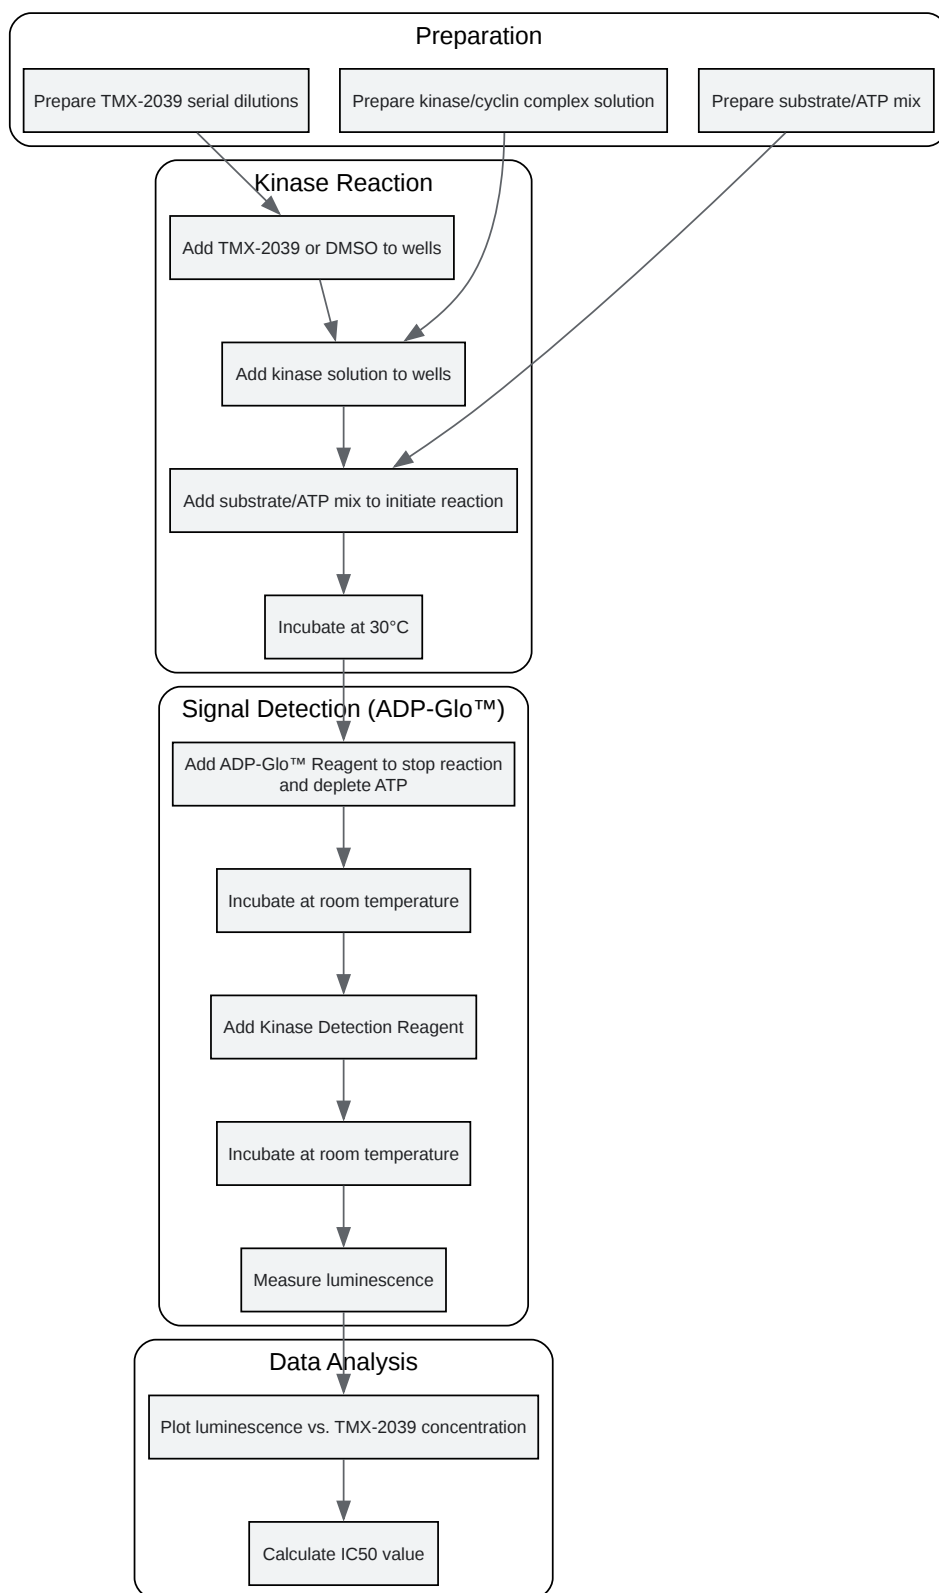 Preparation
Prepare TMX-2039 serial dilutions
Prepare kinase/cyclin complex solution
Prepare substrate/ATP mix
Kinase Reaction
Add TMX-2039 or DMSO to wells
Add kinase solution to wells
Add substrate/ATP mix to initiate reaction
Incubate at 30°C
Signal Detection (ADP-Glo™)
Add ADP-Glo™ Reagent to stop reaction
and deplete ATP
Incubate at room temperature
Add Kinase Detection Reagent
Incubate at room temperature
Measure luminescence
Data Analysis
Plot luminescence vs. TMX-2039 concentration
Calculate IC50 value